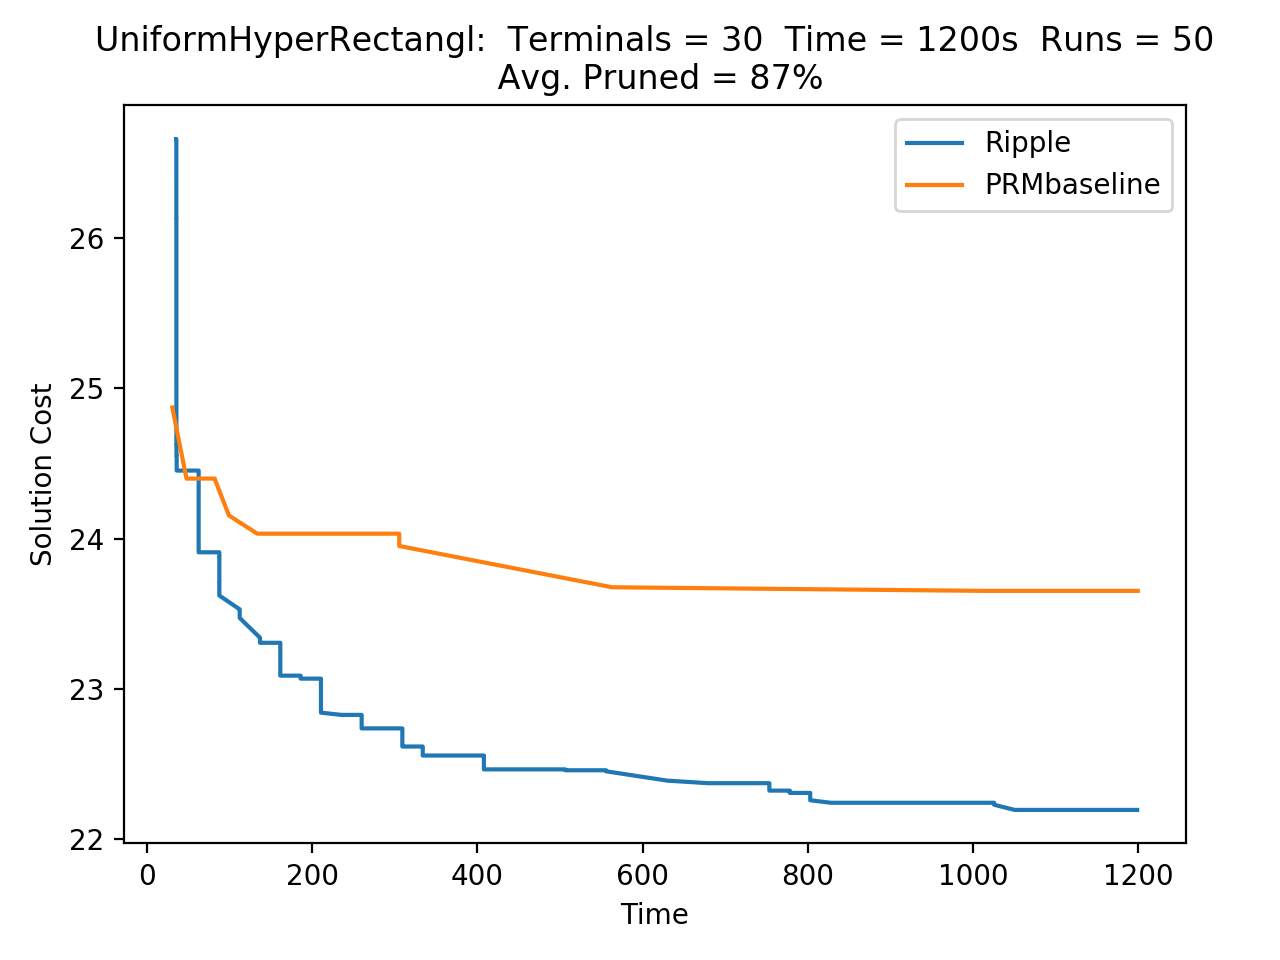 UniformHyperRectangl:  Terminals = 30  Time = 1200s  Runs = 50
Avg. Pruned = 87%
Ripple
PRMbaseline
26
25
24
23
22
Solution Cost
0 200 400 600 800 1000 1200
Time